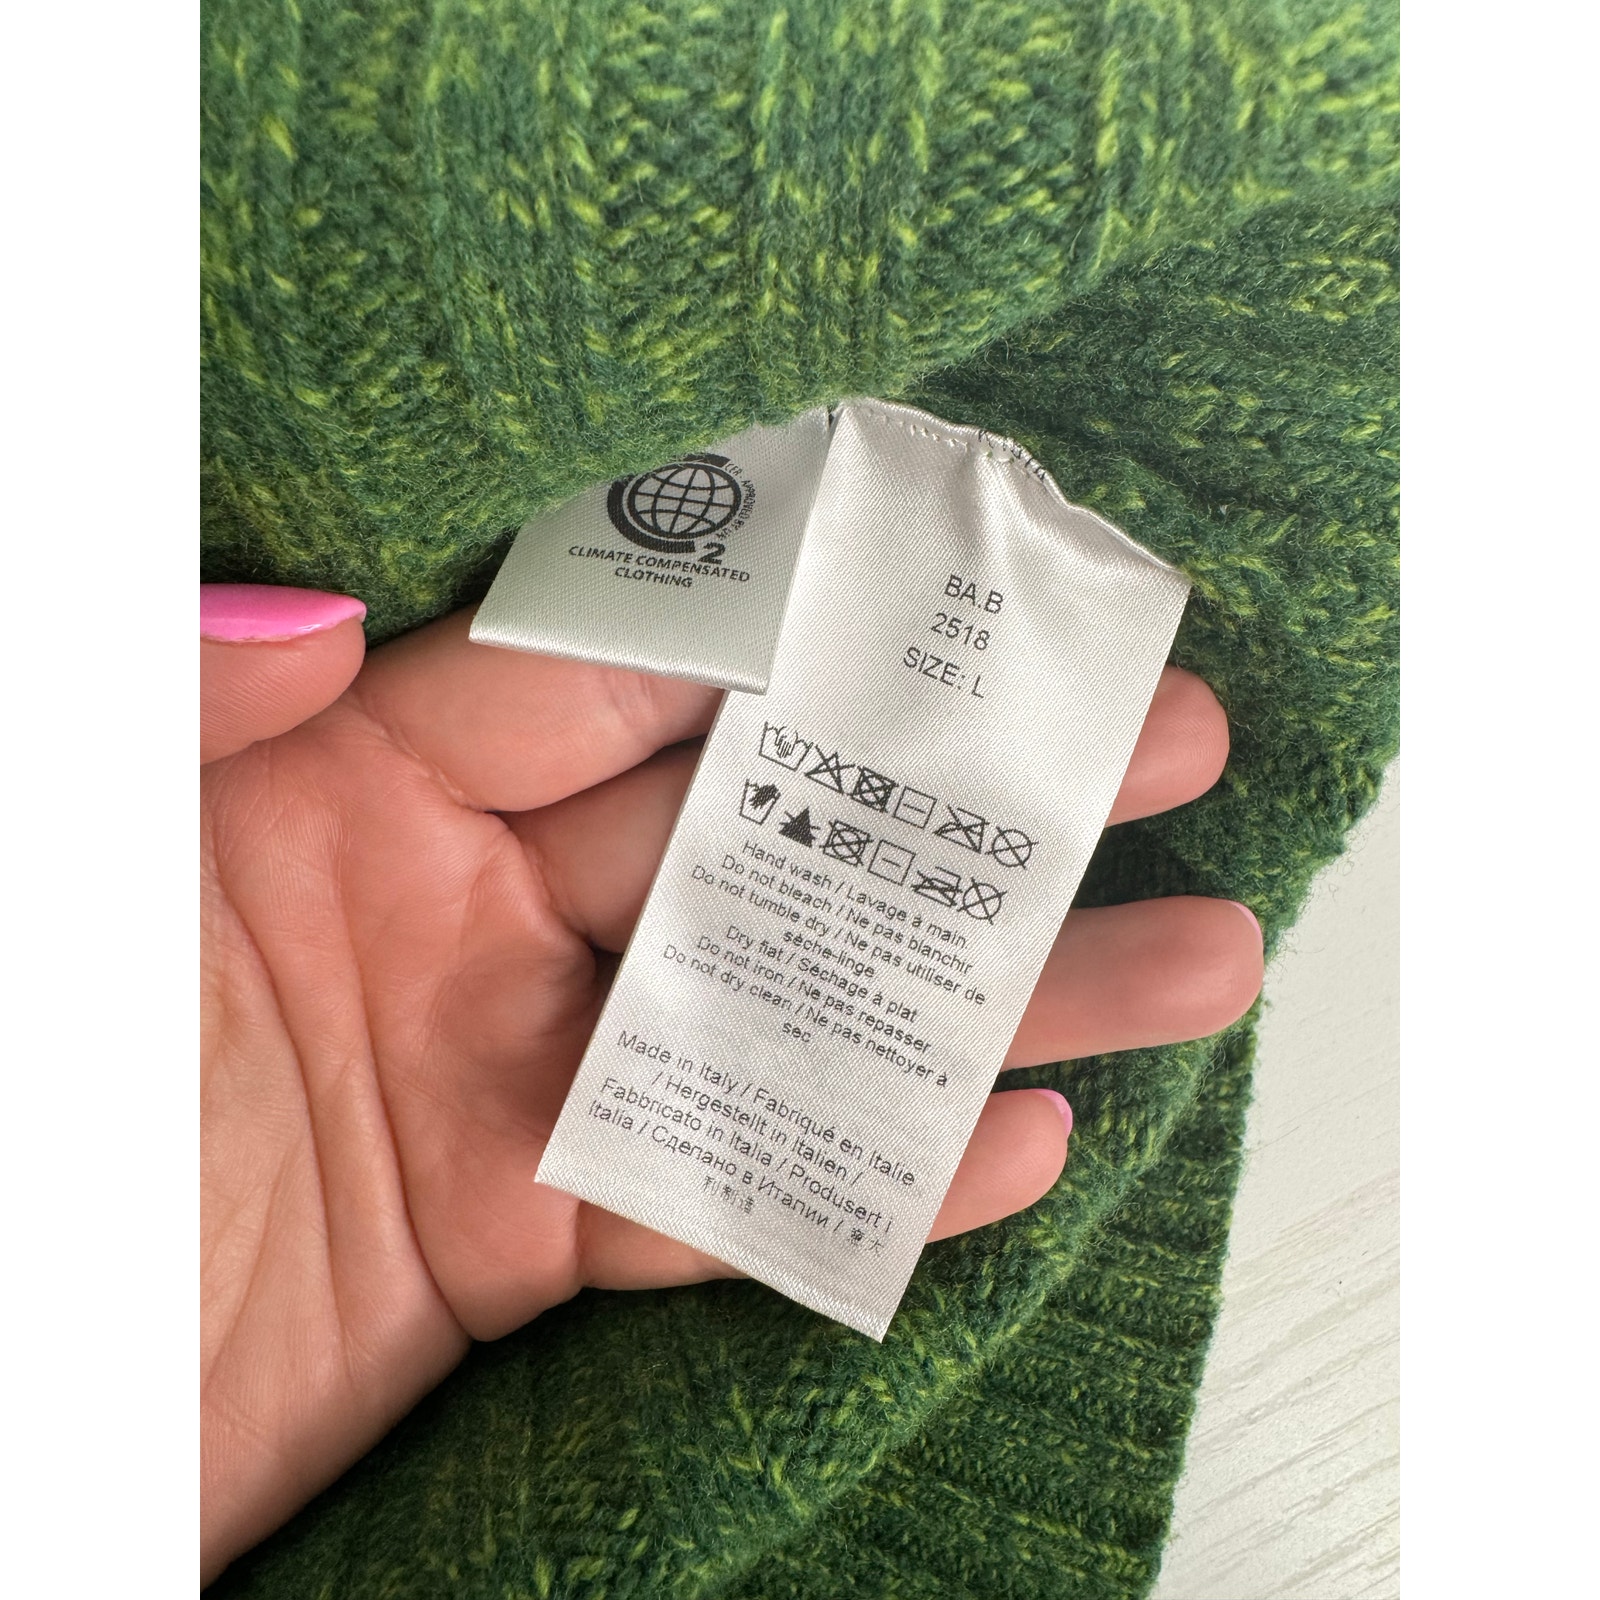 CLIMATE COMPENSATED
CLOTHING
BA.B
2518
SIZE: L
Hand wash / Lavage à main
Do not bleach / Ne pas blanchir
Do not tumble dry / Ne pas utiliser de
sèche-linge
Dry flat / Séchage à plat
Do not iron / Ne pas repasser
Do not dry clean / Ne pas nettoyer à
sec
Made in Italy / Fabriqué en Italie
/ Hergestellt in Italien /
Fabbricato in Italia / Produsert i
Italia / Сделано в Италии /